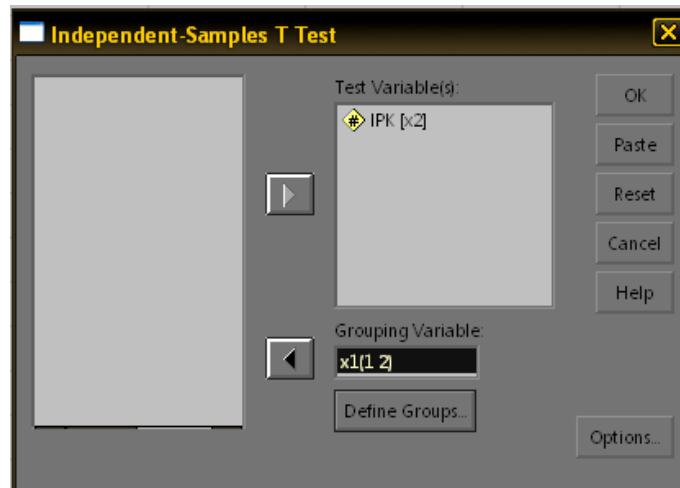 Independent-Samples T Test
Test Variable(s):
# IPK [x2]
OK
Paste
Reset
Cancel
Help
Grouping Variable:
x1(1 2)
Define Groups...
Options...